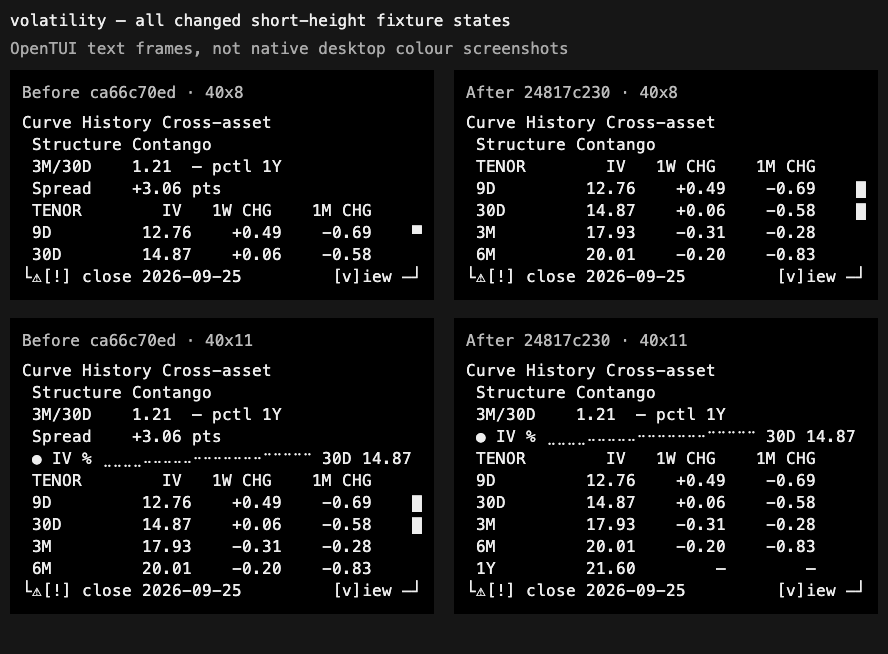 volatility — all changed short-height fixture states
OpenTUI text frames, not native desktop colour screenshots
Before ca66c70ed · 40x8
Curve History Cross-asset
Structure Contango
3M/30D 1.21 — pctl 1Y
Spread +3.06 pts
TENOR IV 1W CHG 1M CHG
9D 12.76 +0.49 −0.69
30D 14.87 +0.06 −0.58
└⚠[!] close 2026-09-25 [v]iew ─┘
After 24817c230 · 40x8
Curve History Cross-asset
Structure Contango
TENOR IV 1W CHG 1M CHG
9D 12.76 +0.49 −0.69
30D 14.87 +0.06 −0.58
3M 17.93 −0.31 −0.28
6M 20.01 −0.20 −0.83
└⚠[!] close 2026-09-25 [v]iew ─┘
Before ca66c70ed · 40x11
Curve History Cross-asset
Structure Contango
3M/30D 1.21 — pctl 1Y
Spread +3.06 pts
● IV % 30D 14.87
TENOR IV 1W CHG 1M CHG
9D 12.76 +0.49 −0.69
30D 14.87 +0.06 −0.58
3M 17.93 −0.31 −0.28
6M 20.01 −0.20 −0.83
└⚠[!] close 2026-09-25 [v]iew ─┘
After 24817c230 · 40x11
Curve History Cross-asset
Structure Contango
3M/30D 1.21 — pctl 1Y
● IV % 30D 14.87
TENOR IV 1W CHG 1M CHG
9D 12.76 +0.49 −0.69
30D 14.87 +0.06 −0.58
3M 17.93 −0.31 −0.28
6M 20.01 −0.20 −0.83
1Y 21.60 — —
└⚠[!] close 2026-09-25 [v]iew ─┘